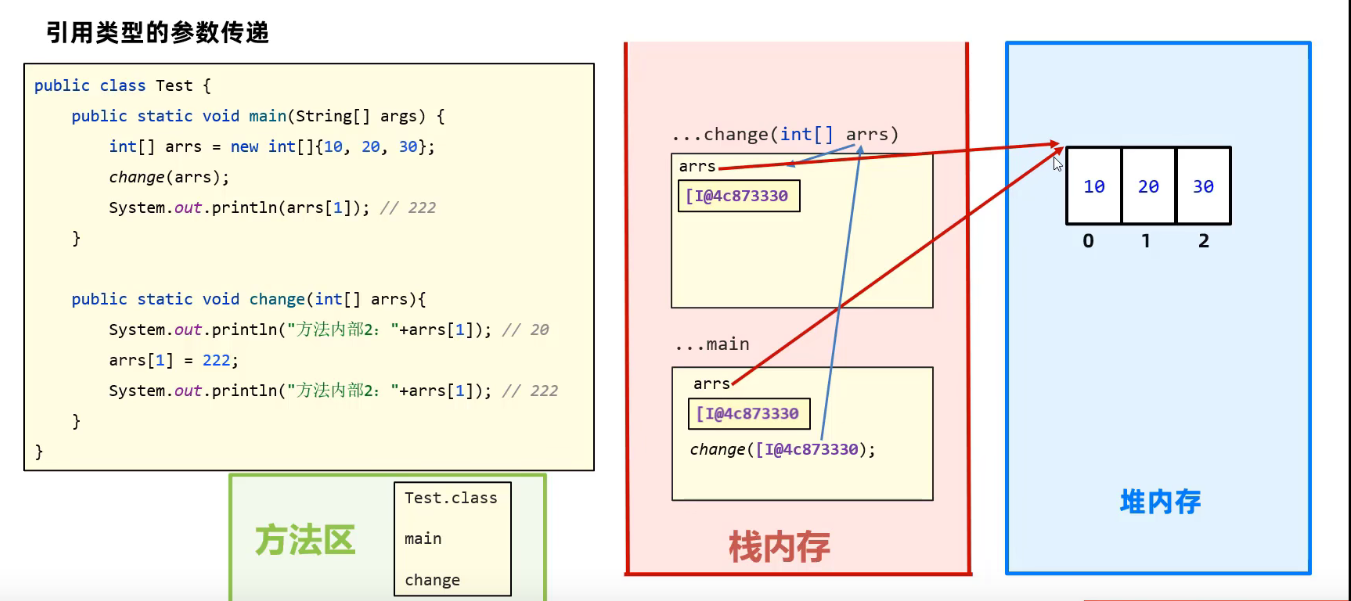 引用类型的参数传递
public class Test {
public static void main(String[] args) {
int[] arrs = new int[]{10, 20, 30};
change(arrs);
System.out.println(arrs[1]); // 222
}
public static void change(int[] arrs){
System.out.println("方法内部2: "+arrs[1]); // 20
arrs[1] = 222;
System.out.println("方法内部2: "+arrs[1]); // 222
}
}
方法区
Test.class
main
change
...change(int[] arrs)
arrs
[I@4c873330
...main
arrs
[I@4c873330
change([I@4c873330);
栈内存
10 20 30
0 1 2
堆内存